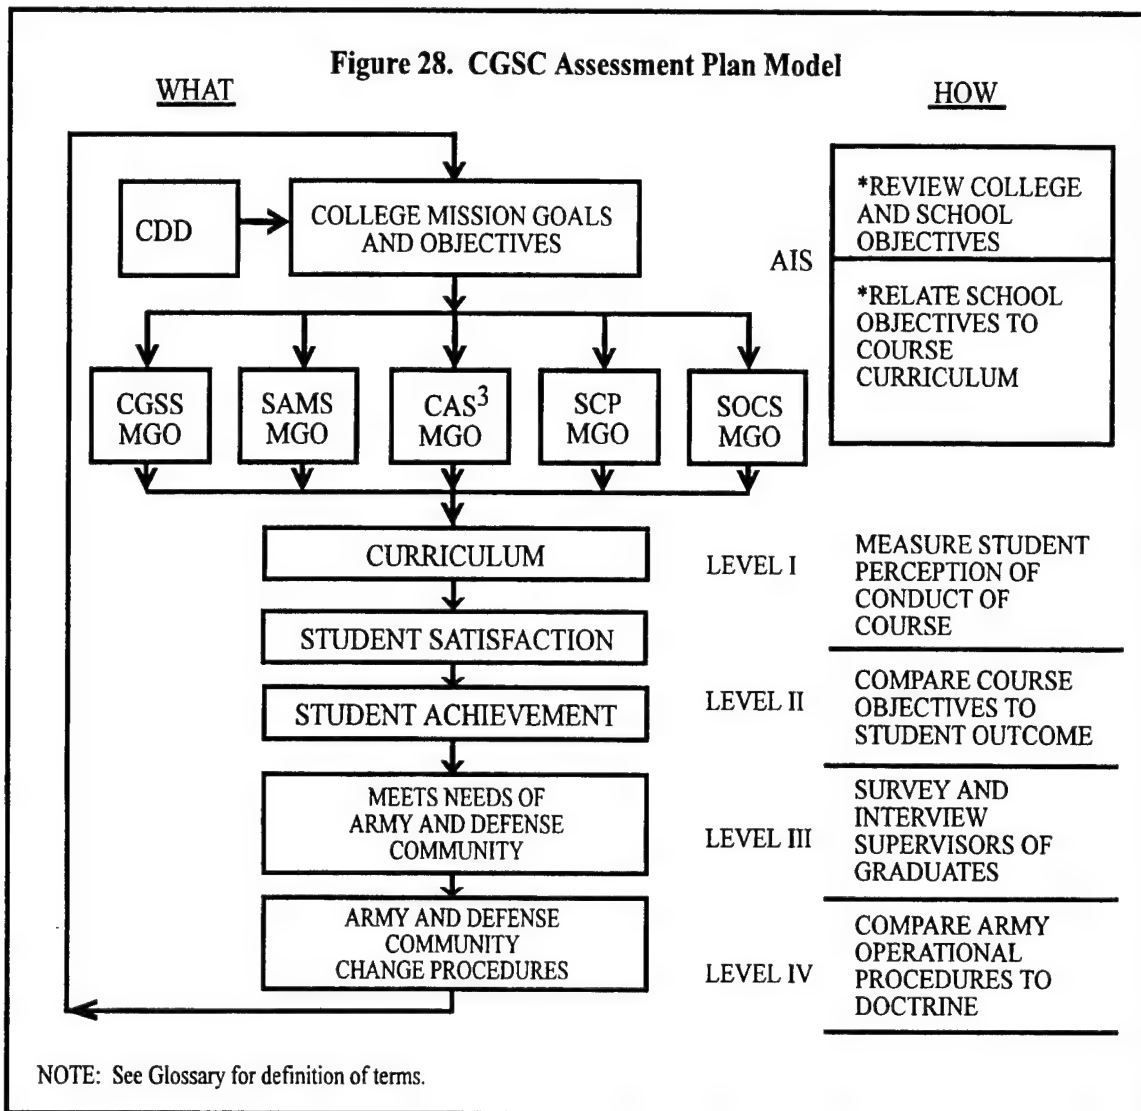 Figure 28. CGSC Assessment Plan Model
WHAT
HOW
CDD
COLLEGE MISSION GOALS
AND OBJECTIVES
AIS
*REVIEW COLLEGE
AND SCHOOL
OBJECTIVES
*RELATE SCHOOL
OBJECTIVES TO
COURSE
CURRICULUM
CGSS
MGO
SAMS
MGO
CAS³
MGO
SCP
MGO
SOCS
MGO
CURRICULUM
LEVEL I
MEASURE STUDENT
PERCEPTION OF
CONDUCT OF
COURSE
STUDENT SATISFACTION
STUDENT ACHIEVEMENT
LEVEL II
COMPARE COURSE
OBJECTIVES TO
STUDENT OUTCOME
MEETS NEEDS OF
ARMY AND DEFENSE
COMMUNITY
LEVEL III
SURVEY AND
INTERVIEW
SUPERVISORS OF
GRADUATES
ARMY AND DEFENSE
COMMUNITY
CHANGE PROCEDURES
LEVEL IV
COMPARE ARMY
OPERATIONAL
PROCEDURES TO
DOCTRINE
NOTE: See Glossary for definition of terms.